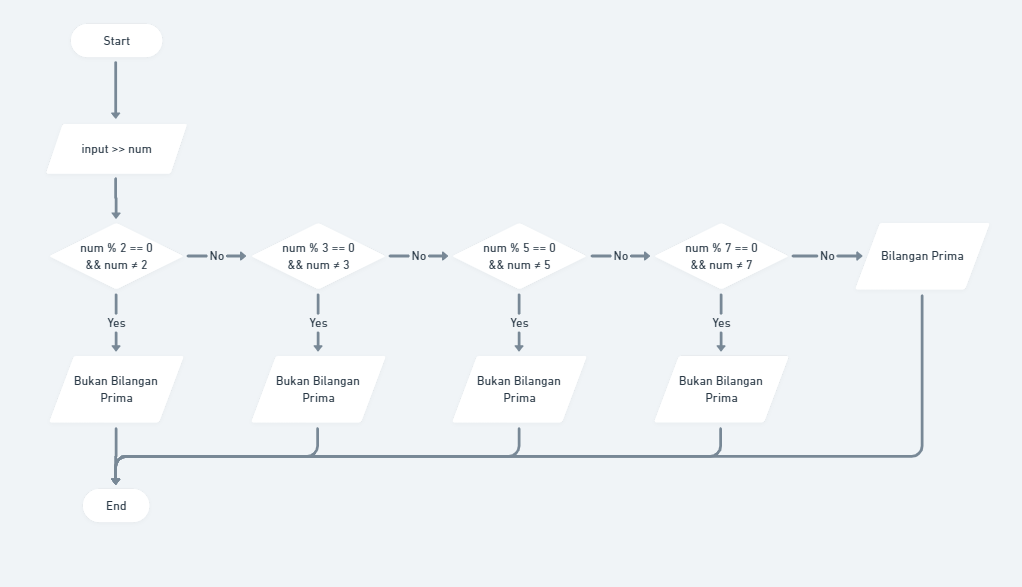 Start
input >> num
num % 2 == 0
&& num ≠ 2
No
num % 3 == 0
&& num ≠ 3
No
num % 5 == 0
&& num ≠ 5
No
num % 7 == 0
&& num ≠ 7
No
Bilangan Prima
Yes
Yes
Yes
Yes
Bukan Bilangan
Prima
Bukan Bilangan
Prima
Bukan Bilangan
Prima
Bukan Bilangan
Prima
End